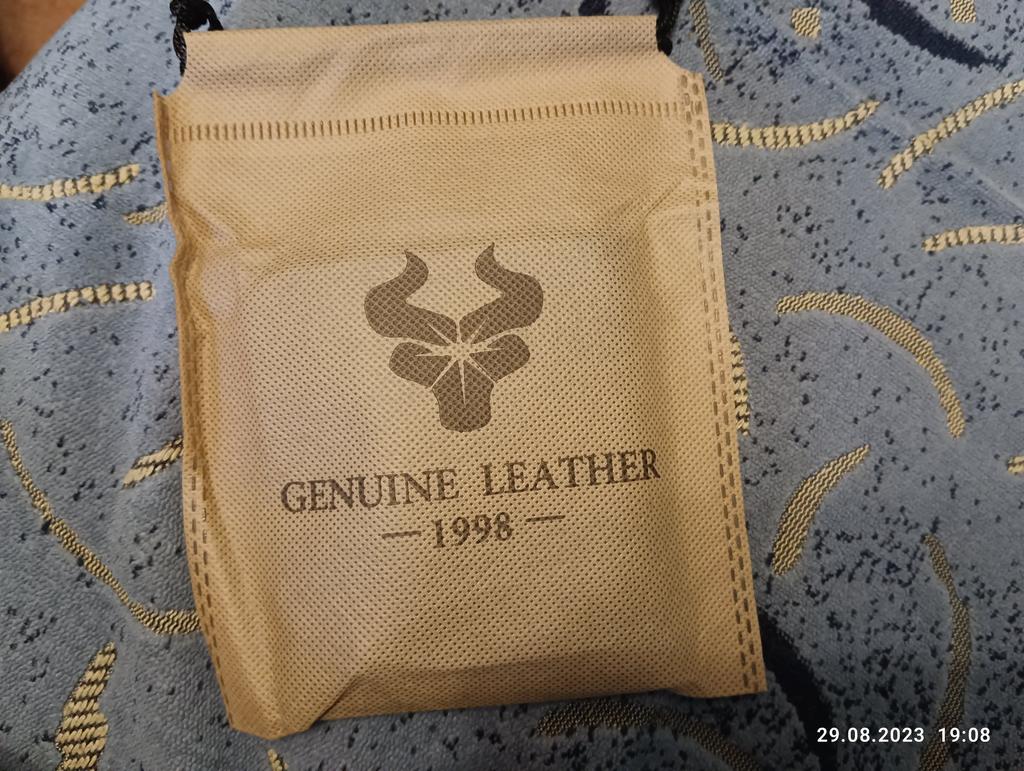 GENUINE LEATHER
— 1998 —
29.08.2023 19:08